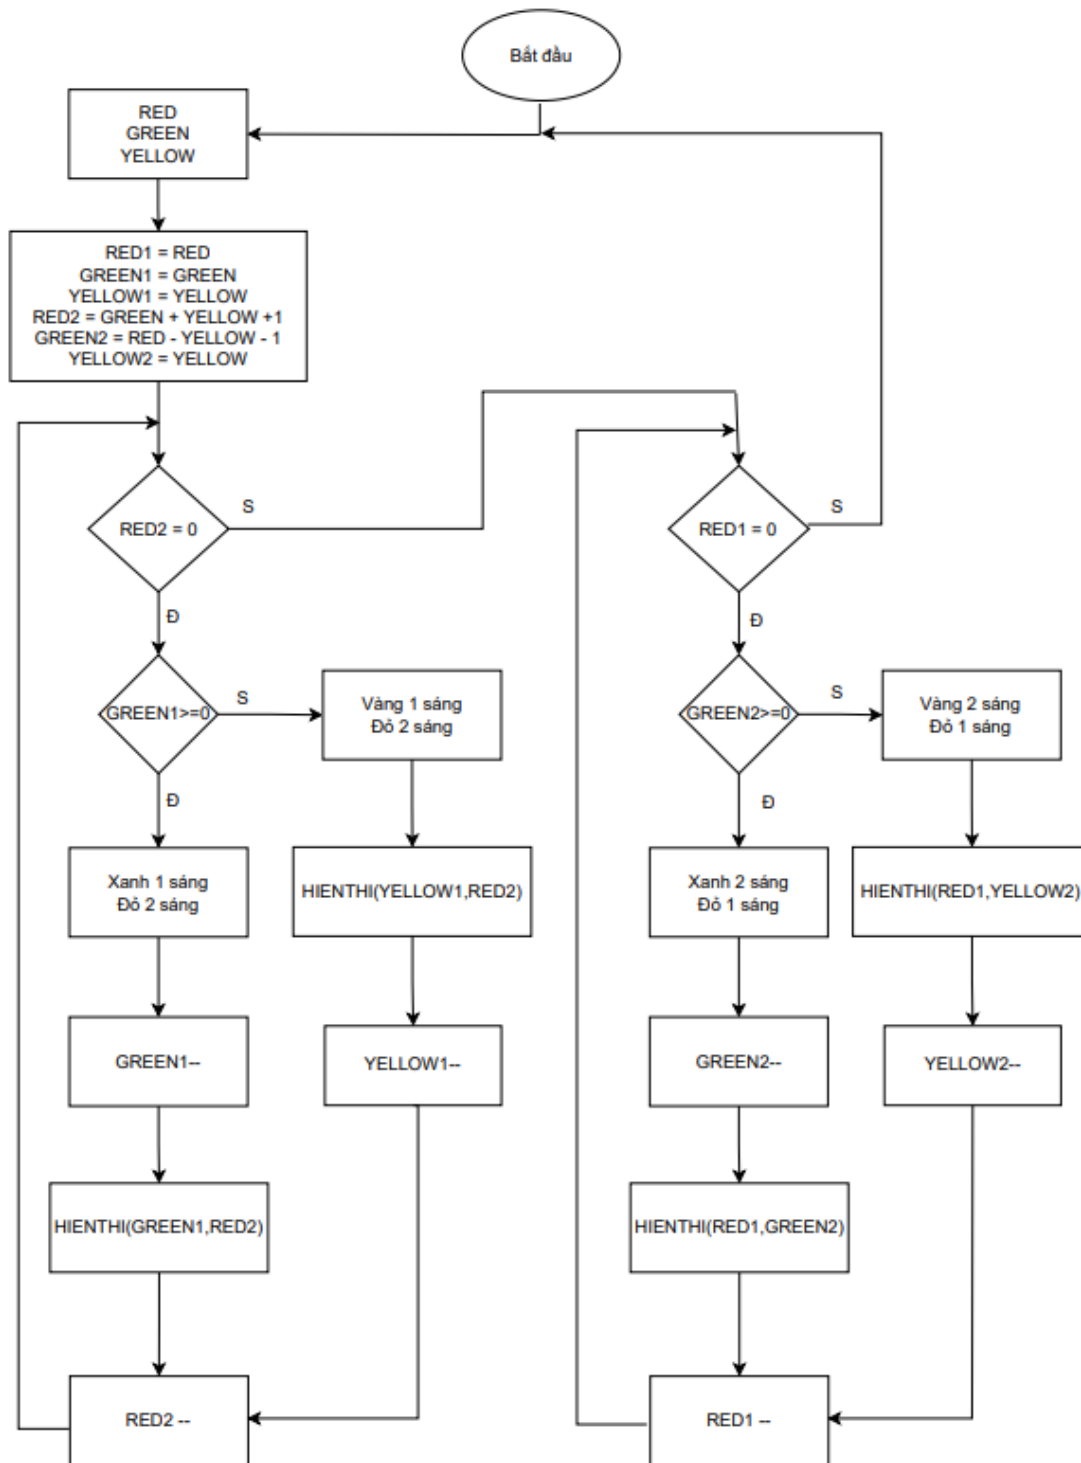 Bắt đầu
RED
GREEN
YELLOW
RED1 = RED
GREEN1 = GREEN
YELLOW1 = YELLOW
RED2 = GREEN + YELLOW +1
GREEN2 = RED - YELLOW - 1
YELLOW2 = YELLOW
RED2 = 0
S
Đ
GREEN1>=0
S
Đ
Vàng 1 sáng
Đỏ 2 sáng
Xanh 1 sáng
Đỏ 2 sáng
HIENTHI(YELLOW1,RED2)
GREEN1--
YELLOW1--
HIENTHI(GREEN1,RED2)
RED2 --
RED1 = 0
S
Đ
GREEN2>=0
S
Đ
Vàng 2 sáng
Đỏ 1 sáng
Xanh 2 sáng
Đỏ 1 sáng
HIENTHI(RED1,YELLOW2)
GREEN2--
YELLOW2--
HIENTHI(RED1,GREEN2)
RED1 --